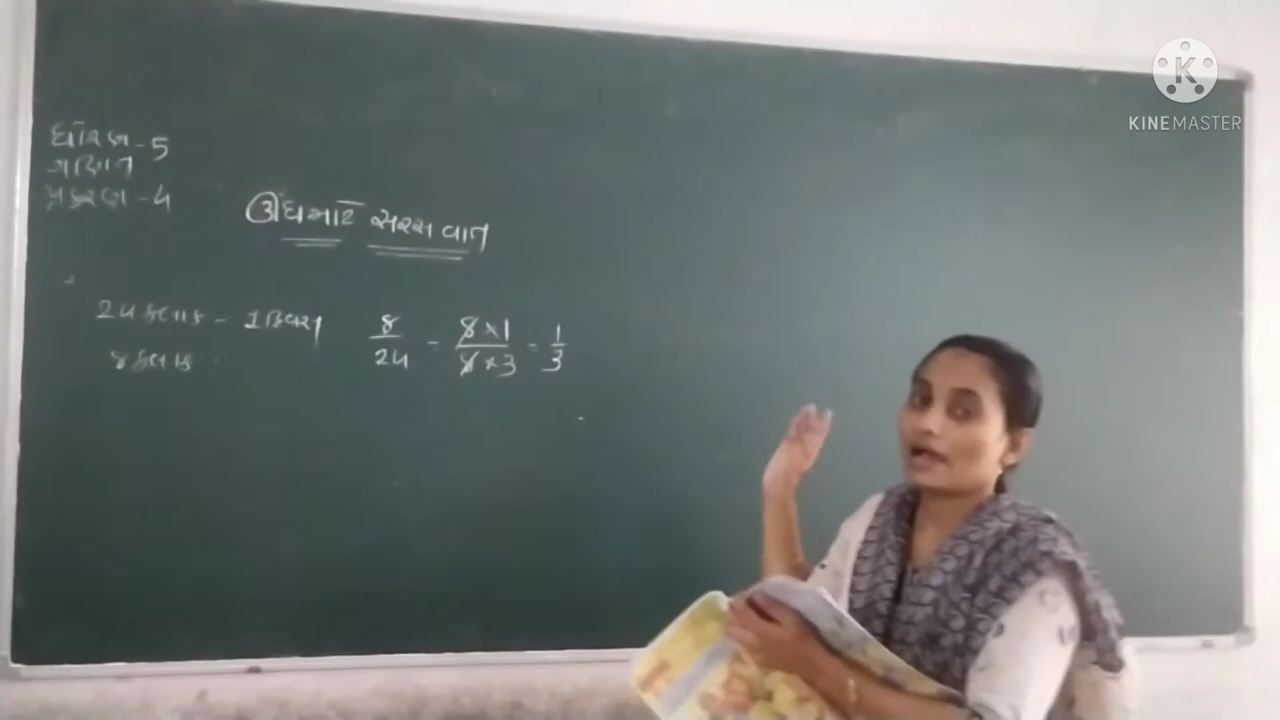 ધોરણ - 5
ગણિત
પ્રકરણ - 4
ઊંઘ માટે સરસ વાત
24 કલાક - 1 દિવસ
8 કલાક
8/24 = 8×1/8×3 = 1/3
KINEMASTER